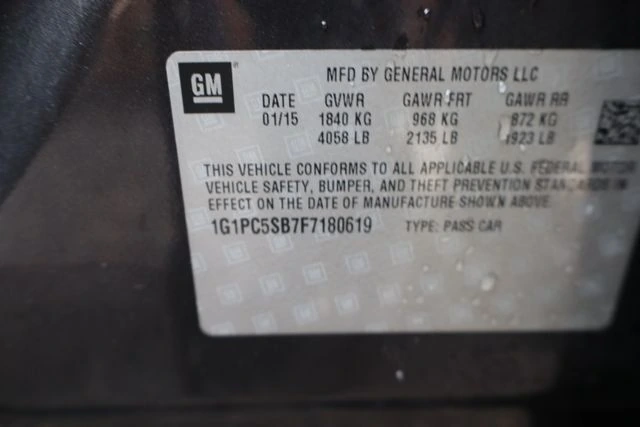 GM MFD BY GENERAL MOTORS LLC
DATE GVWR GAWR FRT GAWR RR
01/15 1840 KG 968 KG 872 KG
4058 LB 2135 LB 1923 LB
THIS VEHICLE CONFORMS TO ALL APPLICABLE U.S. FEDERAL MOTOR
VEHICLE SAFETY, BUMPER, AND THEFT PREVENTION STANDARDS IN
EFFECT ON THE DATE OF MANUFACTURE SHOWN ABOVE.
1G1PC5SB7F7180619 TYPE: PASS CAR